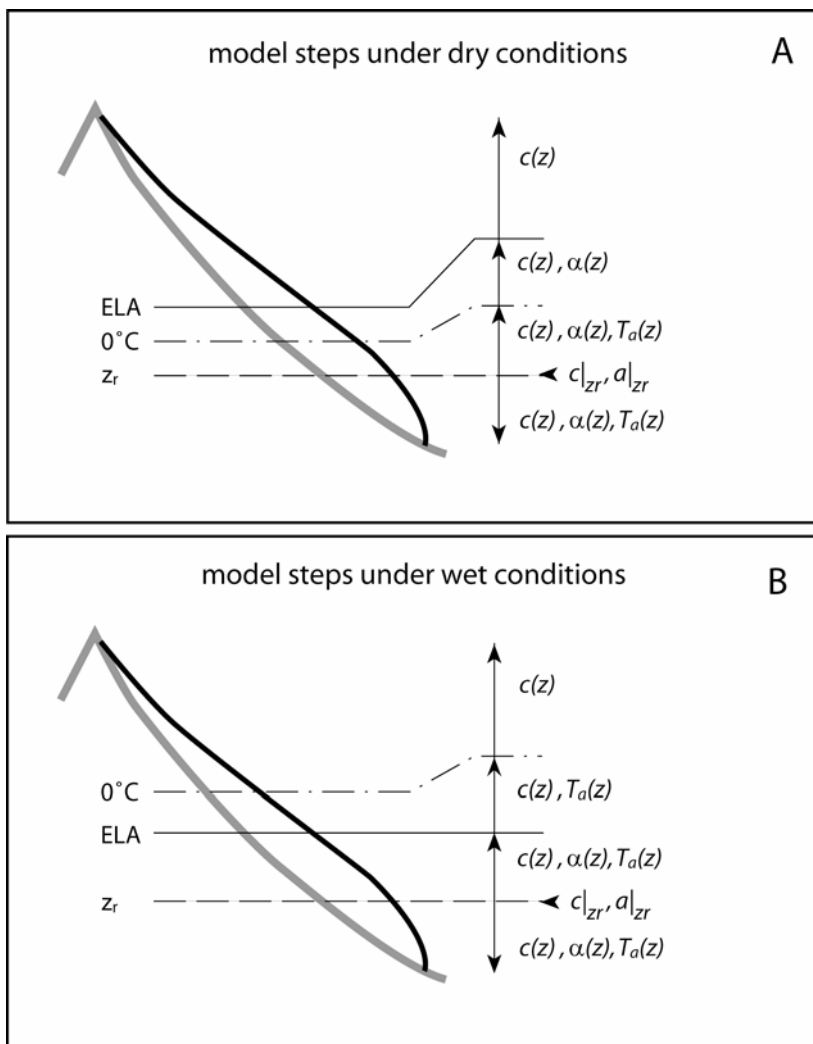 model steps under dry conditions
A
c(z)
c(z) , α(z)
ELA
0°C
c(z) , α(z), Tₐ(z)
zᵣ
c|zr, a|zr
c(z) , α(z), Tₐ(z)
model steps under wet conditions
B
c(z)
0°C
c(z) , Tₐ(z)
ELA
c(z) , α(z), Tₐ(z)
zᵣ
c|zr, a|zr
c(z) , α(z), Tₐ(z)